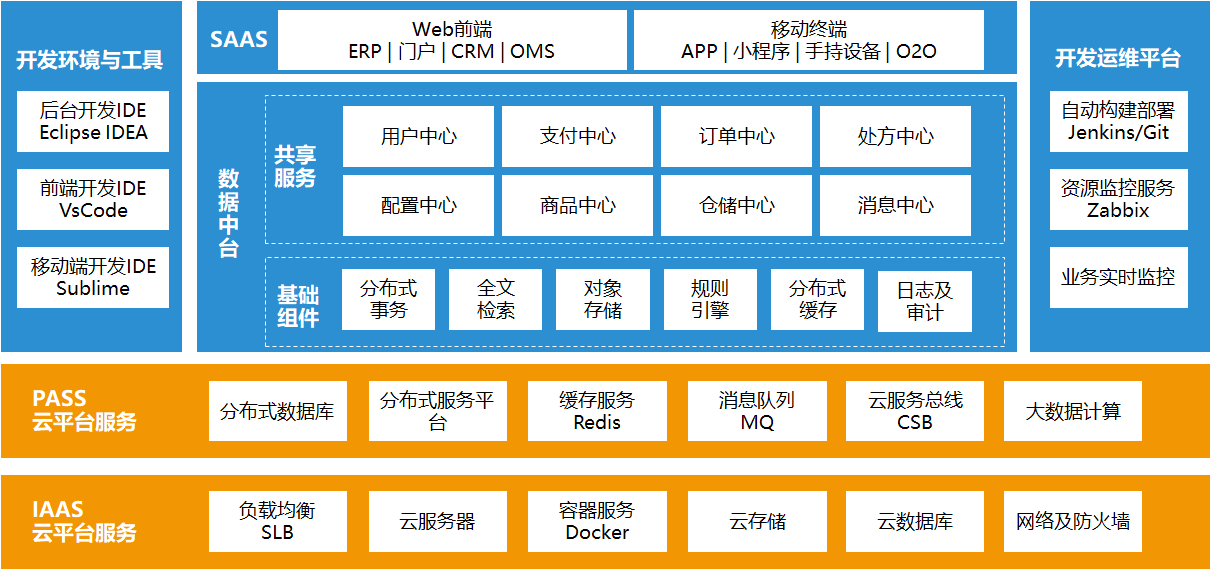 开发环境与工具
后台开发IDE
Eclipse IDEA
前端开发IDE
VsCode
移动端开发IDE
Sublime
SAAS
Web前端
ERP | 门户 | CRM | OMS
移动终端
APP | 小程序 | 手持设备 | O2O
数据中台
共享
服务
用户中心
支付中心
订单中心
处方中心
配置中心
商品中心
仓储中心
消息中心
基础
组件
分布式
事务
全文
检索
对象
存储
规则
引擎
分布式
缓存
日志及
审计
开发运维平台
自动构建部署
Jenkins/Git
资源监控服务
Zabbix
业务实时监控
PASS
云平台服务
分布式数据库
分布式服务平
台
缓存服务
Redis
消息队列
MQ
云服务总线
CSB
大数据计算
IAAS
云平台服务
负载均衡
SLB
云服务器
容器服务
Docker
云存储
云数据库
网络及防火墙